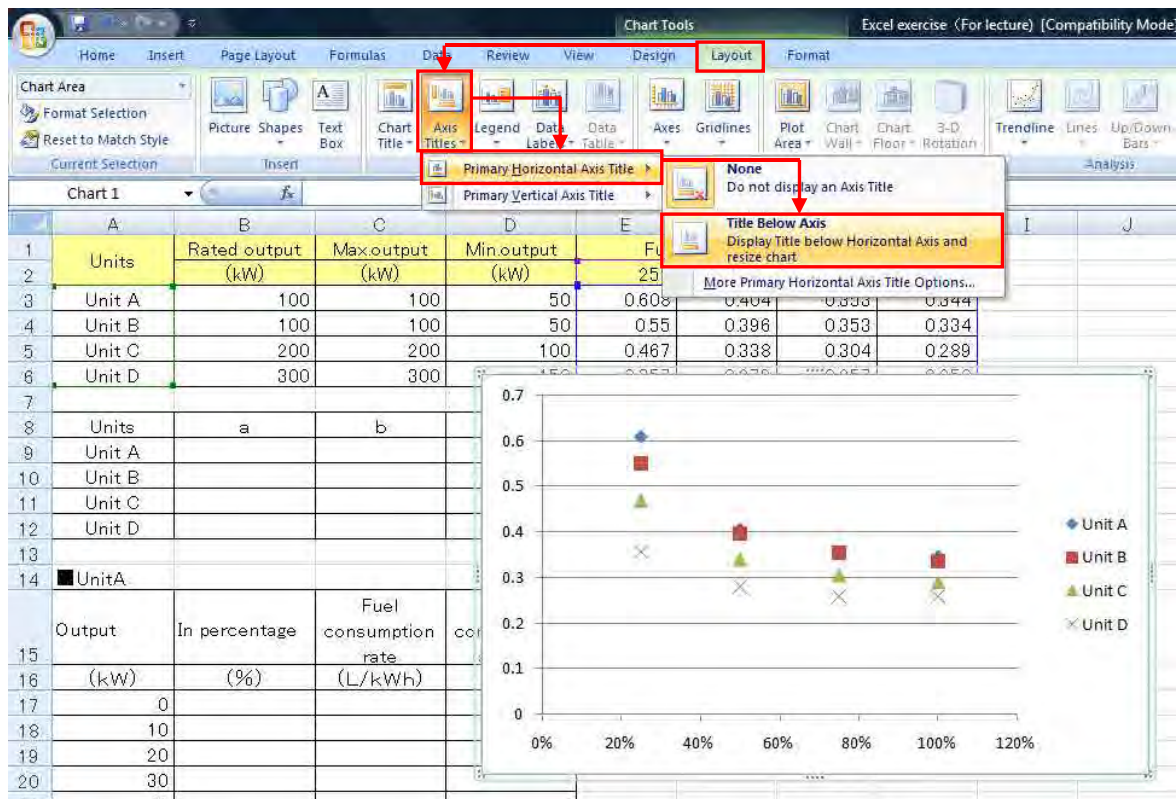 Chart Tools Excel exercise (For lecture) [Compatibility Mode]
Home Insert Page Layout Formulas Data Review View Design Layout Format
Chart Area
Format Selection
Reset to Match Style
Current Selection
Picture Shapes Text Box
Insert
Chart Title Axis Titles Legend Data Labels Data Table
Axes Gridlines
Plot Area Chart Wall Chart Floor 3-D Rotation
Trendline Lines Up/Down Bars
Analysis
Primary Horizontal Axis Title
Primary Vertical Axis Title
None
Do not display an Axis Title
Title Below Axis
Display Title below Horizontal Axis and
resize chart
More Primary Horizontal Axis Title Options...
Chart 1 fx
A B C D E I J
1 Units Rated output Max.output Min.output Fu
2 (kW) (kW) (kW) 25
3 Unit A 100 100 50 0.608 0.404 0.353 0.344
4 Unit B 100 100 50 0.55 0.396 0.353 0.334
5 Unit C 200 200 100 0.467 0.338 0.304 0.289
6 Unit D 300 300
7
8 Units a b
9 Unit A
10 Unit B
11 Unit C
12 Unit D
13
14 ■UnitA
15 Output In percentage Fuel consumption rate
16 (kW) (%) (L/kWh)
17 0
18 10
19 20
20 30
0.7
0.6
0.5
0.4
0.3
0.2
0.1
0
0% 20% 40% 60% 80% 100% 120%
Unit A
Unit B
Unit C
Unit D